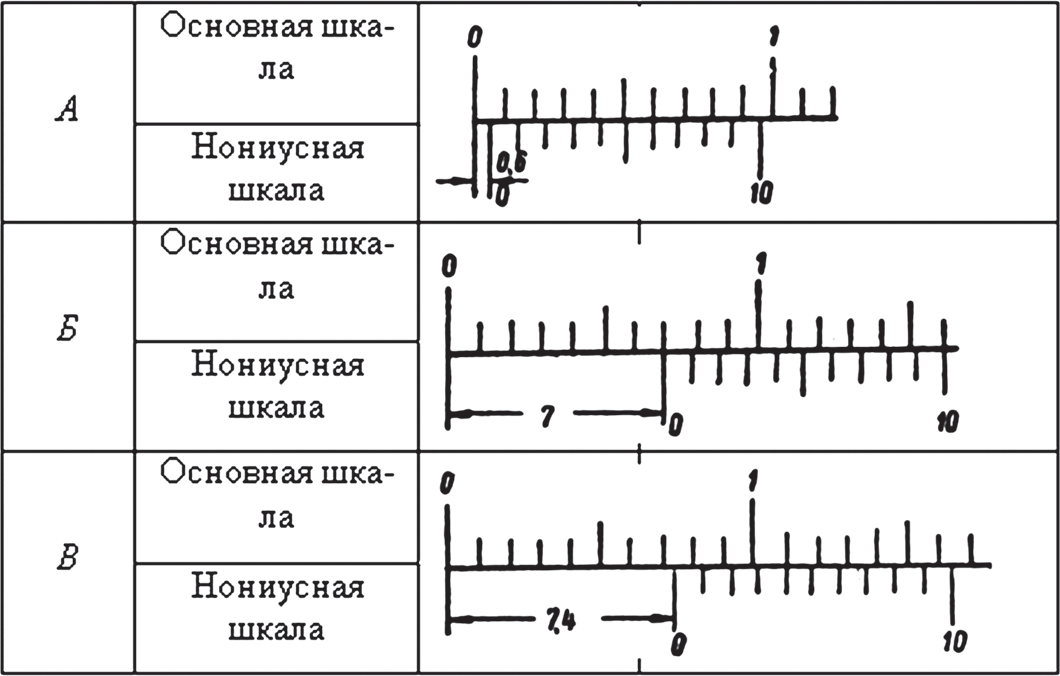 А
Основная шка-
ла
0 1
Нониусная
шкала
0,6
0 10
Б
Основная шка-
ла
0 1
Нониусная
шкала
7
0 10
В
Основная шка-
ла
0 1
Нониусная
шкала
7,4
0 10